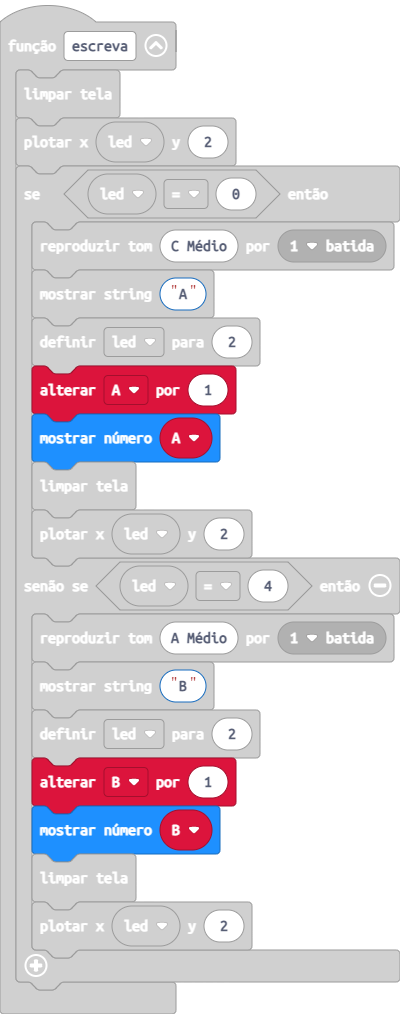 função escreva
limpar tela
plotar x led y 2
se led = 0 então
reproduzir tom C Médio por 1 batida
mostrar string "A"
definir led para 2
alterar A por 1
mostrar número A
limpar tela
plotar x led y 2
senão se led = 4 então
reproduzir tom A Médio por 1 batida
mostrar string "B"
definir led para 2
alterar B por 1
mostrar número B
limpar tela
plotar x led y 2